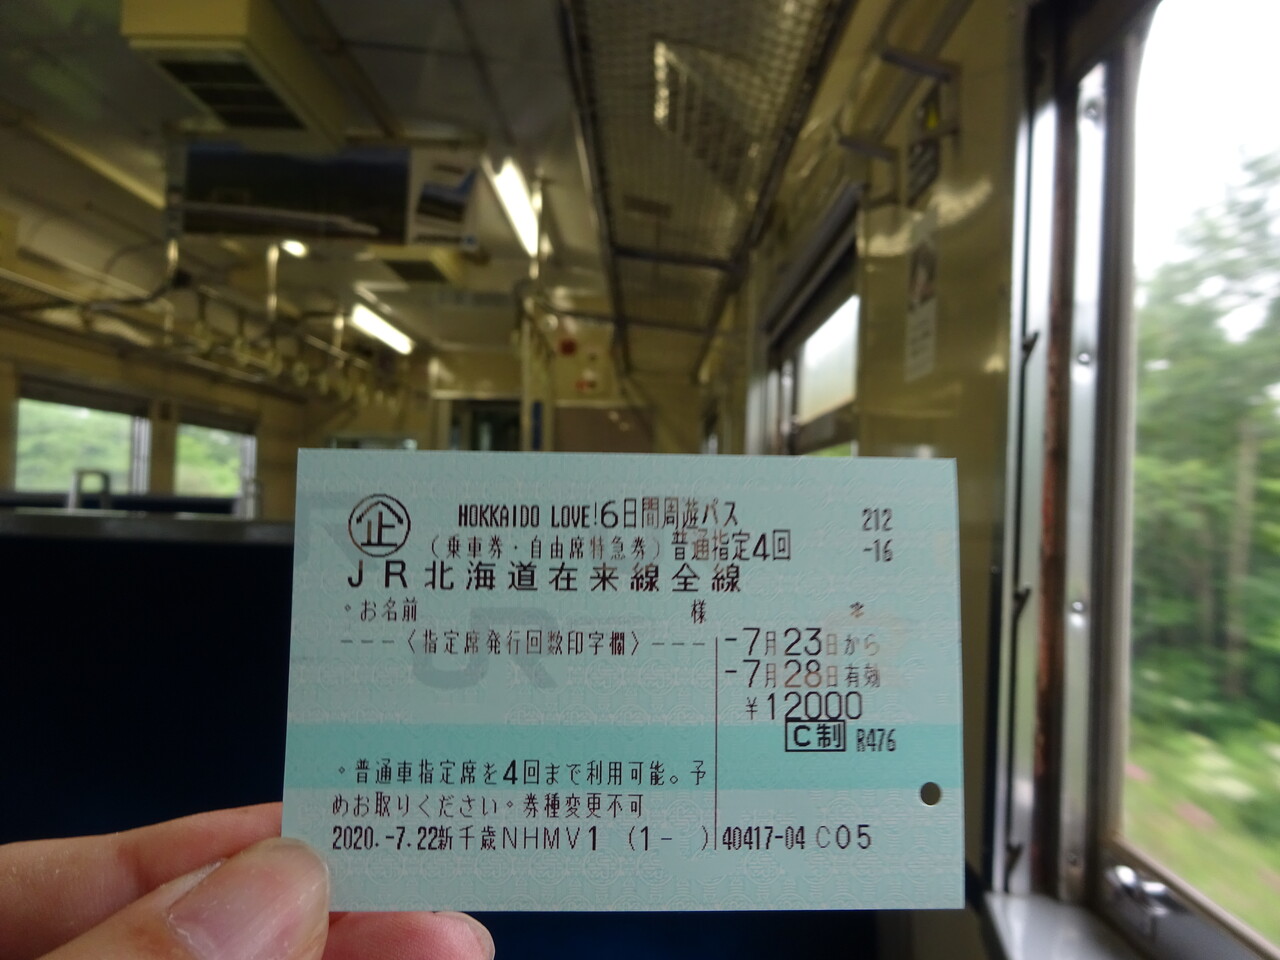 企 HOKKAIDO LOVE!6日間周遊パス 212
(乗車券・自由席特急券)普通指定4回 -16
JR北海道在来線全線
。お名前 様 *
---〈指定席発行回数印字欄〉---
-7月23日から
-7月28日有効
¥12000
C制 R476
。普通車指定席を4回まで利用可能。予
めお取りください。券種変更不可
2020.-7.22新千歳NHMV1 (1- ) 40417-04 C05
JR